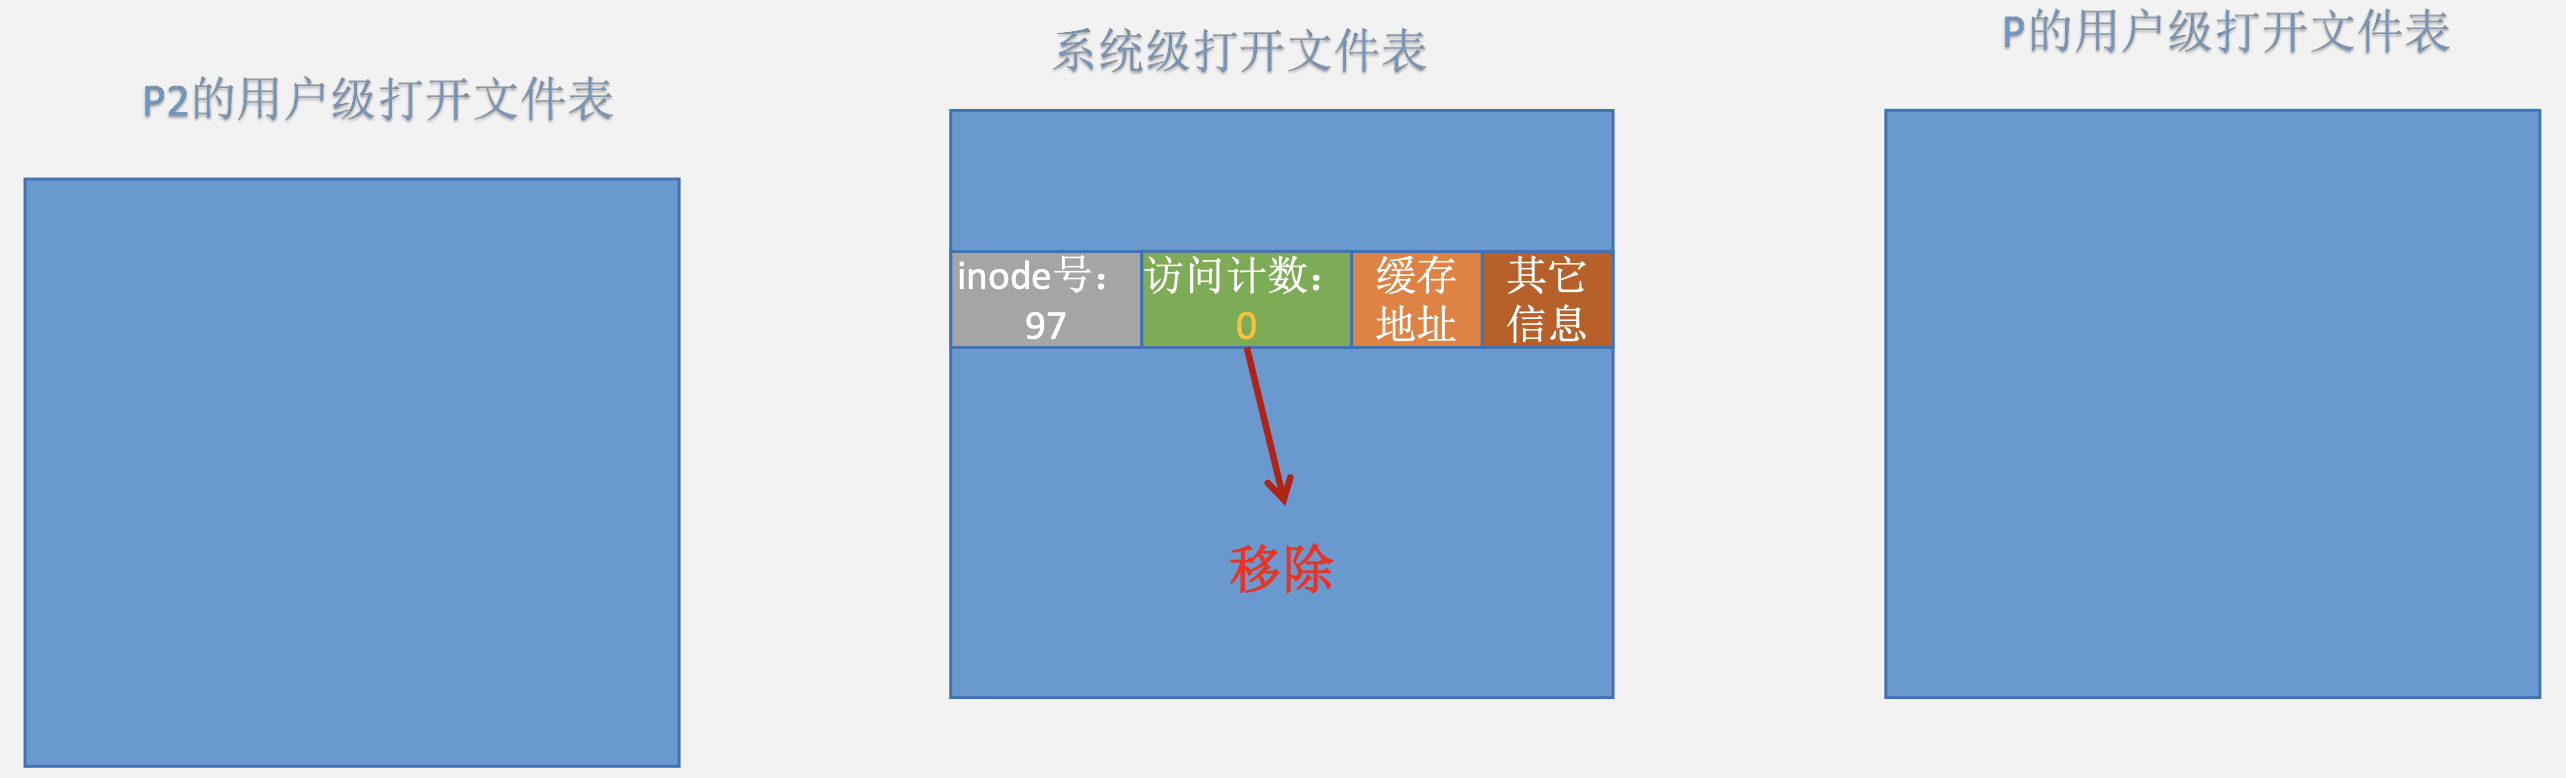 P2的用户级打开文件表
系统级打开文件表
P的用户级打开文件表
inode号：
97
访问计数：
0
缓存
地址
其它
信息
移除